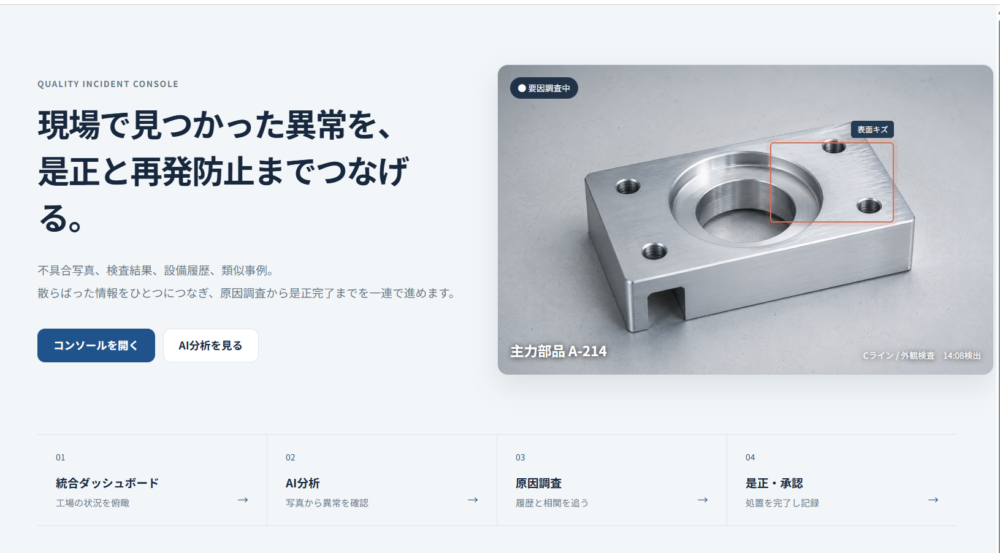 QUALITY INCIDENT CONSOLE
現場で見つかった異常を、
是正と再発防止までつなげ
る。
不具合写真、検査結果、設備履歴、類似事例。
散らばった情報をひとつにつなぎ、原因調査から是正完了までを一連で進めます。
コンソールを開く
AI分析を見る
要因調査中
表面キズ
主力部品 A-214
Cライン / 外観検査　14:08検出
01
統合ダッシュボード
工場の状況を俯瞰
→
02
AI分析
写真から異常を確認
→
03
原因調査
履歴と相関を追う
→
04
是正・承認
処置を完了し記録
→